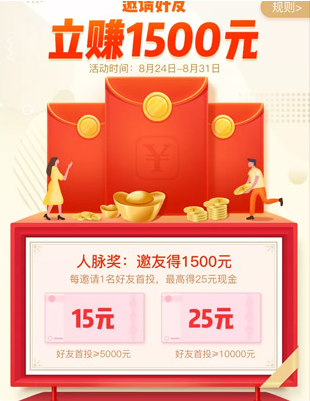 邀请好友
规则>
立赚1500元
活动时间：8月24日-8月31日
¥
人脉奖：邀友得1500元
每邀请1名好友首投，最高得25元现金
15元
25元
好友首投≥5000元
好友首投≥10000元